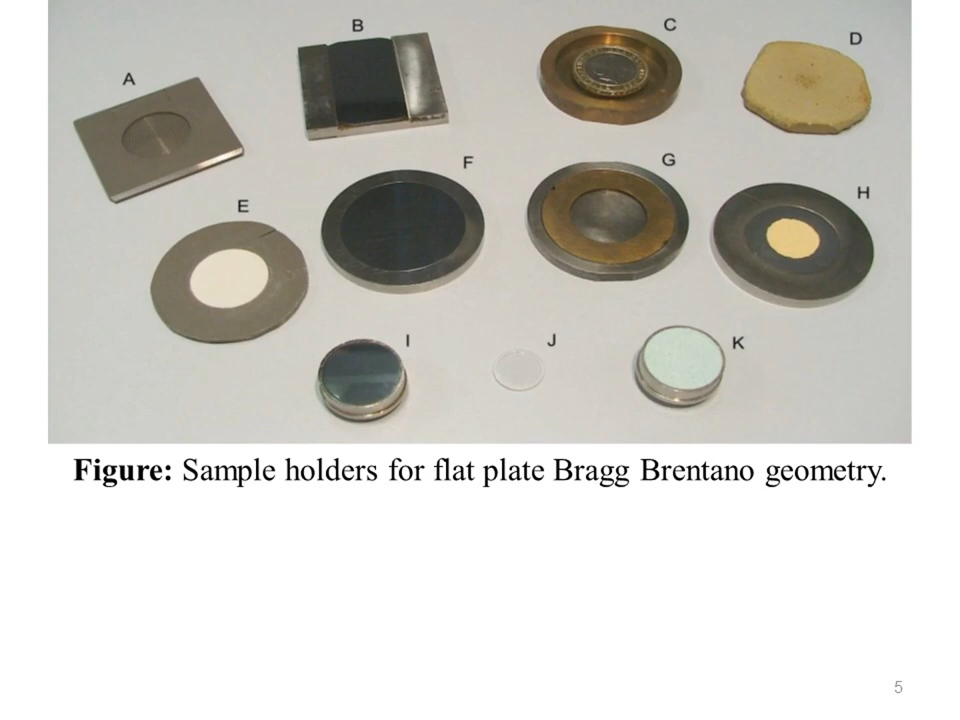 A
B
C
D
E
F
G
H
I
J
K
Figure: Sample holders for flat plate Bragg Brentano geometry.
5